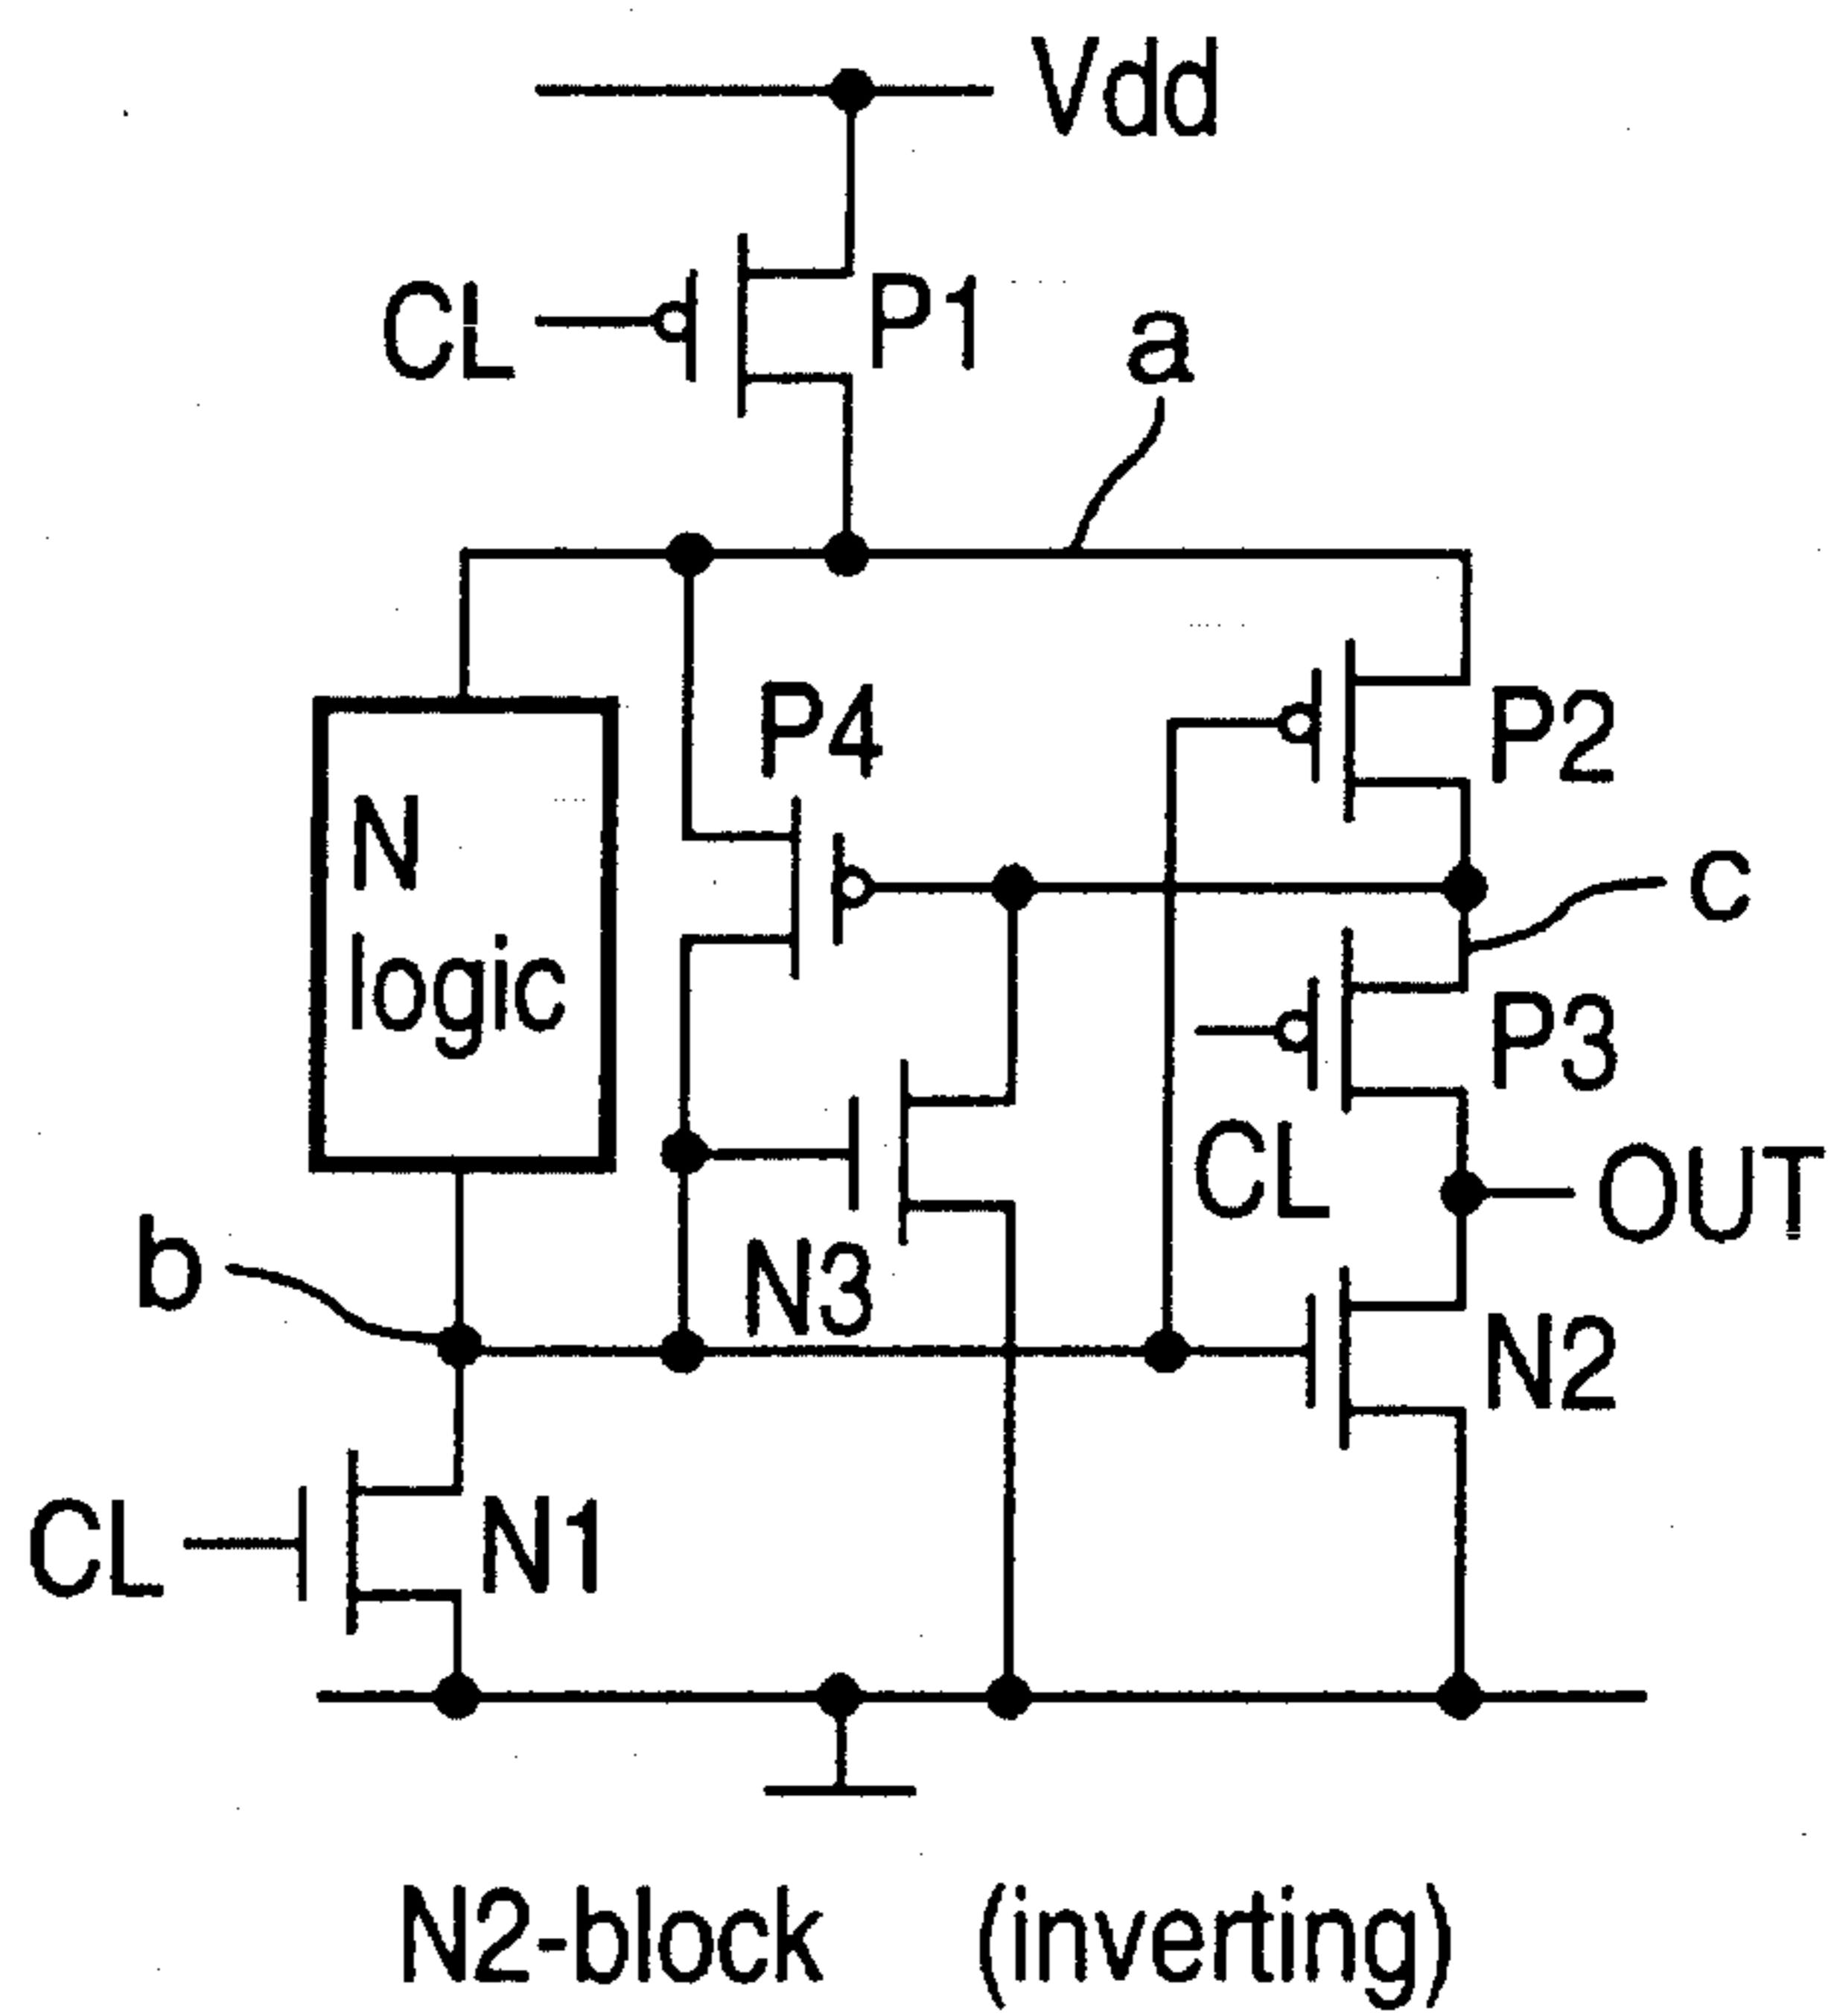 Vdd
CL
P1
a
P4
P2
N
logic
c
P3
CL
OUT
b
N3
N2
CL
N1
N2-block (inverting)